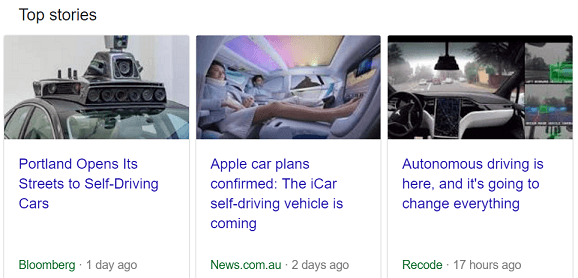 Top stories
Portland Opens Its
Streets to Self-Driving
Cars
Bloomberg · 1 day ago
Apple car plans
confirmed: The iCar
self-driving vehicle is
coming
News.com.au · 2 days ago
Autonomous driving is
here, and it's going to
change everything
Recode · 17 hours ago